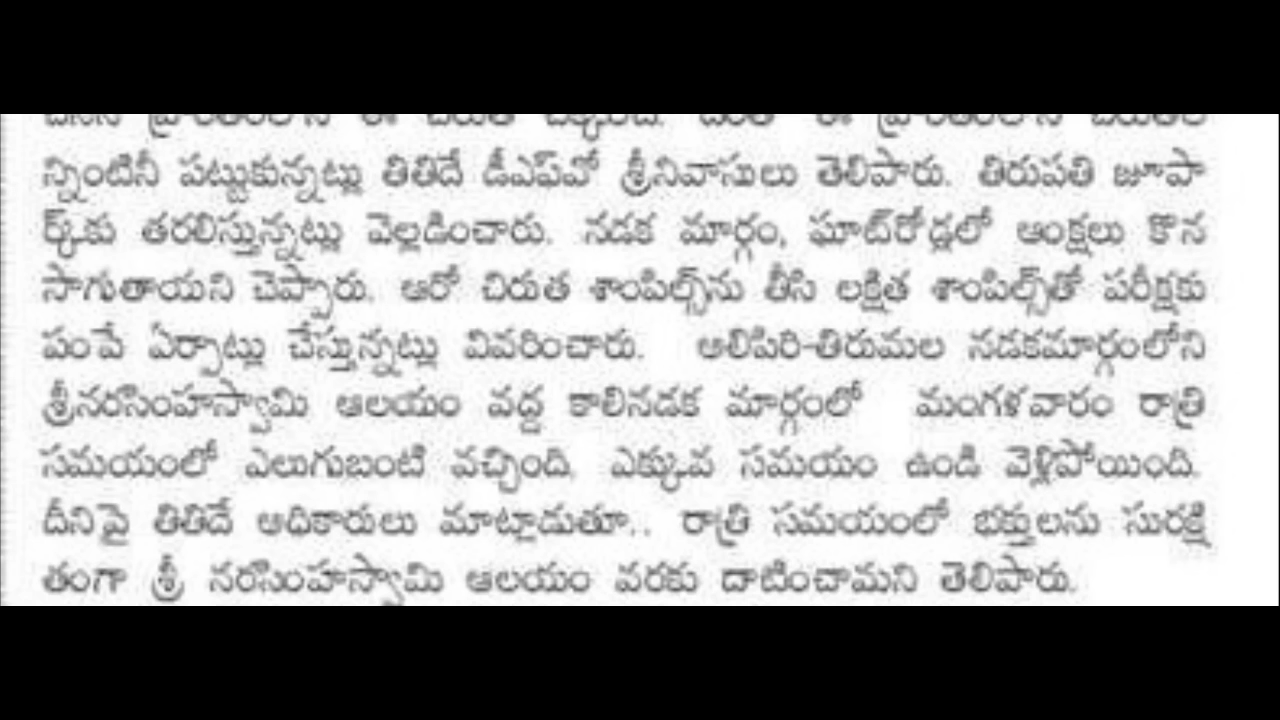 న్నింటినీ పట్టుకున్నట్లు తితిదే డీఎఫ్‌వో శ్రీనివాసులు తెలిపారు. తిరుపతి జూపా
ర్క్‌కు తరలిస్తున్నట్లు వెల్లడించారు. నడక మార్గం, ఘాట్‌రోడ్లలో ఆంక్షలు కొన
సాగుతాయని చెప్పారు. ఆరో చిరుత శాంపిల్స్‌ను తీసి లక్షిత శాంపిల్స్‌తో పరీక్షకు
పంపే ఏర్పాట్లు చేస్తున్నట్లు వివరించారు. అలిపిరి-తిరుమల నడకమార్గంలోని
శ్రీనరసింహస్వామి ఆలయం వద్ద కాలినడక మార్గంలో మంగళవారం రాత్రి
సమయంలో ఎలుగుబంటి వచ్చింది. ఎక్కువ సమయం ఉండి వెళ్లిపోయింది.
దీనిపై తితిదే అధికారులు మాట్లాడుతూ.. రాత్రి సమయంలో భక్తులను సురక్షి
తంగా శ్రీ నరసింహస్వామి ఆలయం వరకు దాటించామని తెలిపారు.